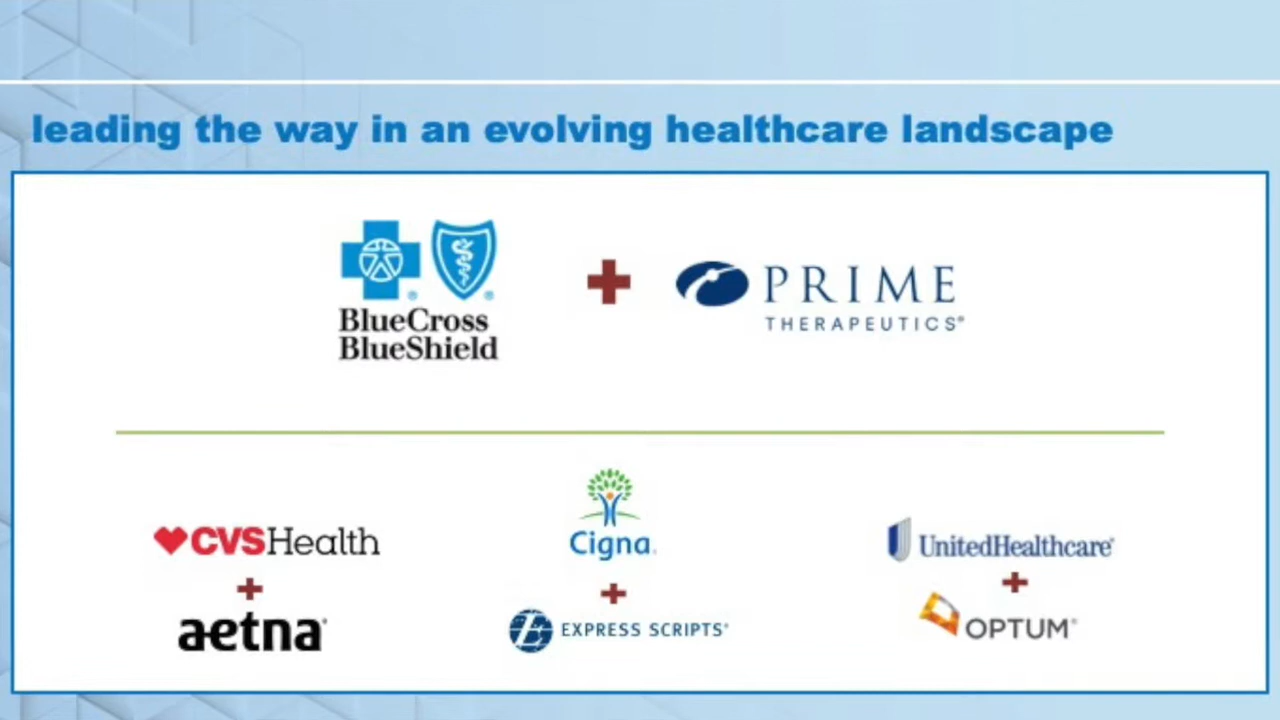 leading the way in an evolving healthcare landscape
BlueCross
BlueShield
PRIME
THERAPEUTICS®
CVSHealth
aetna
Cigna
EXPRESS SCRIPTS
UnitedHealthcare
OPTUM®